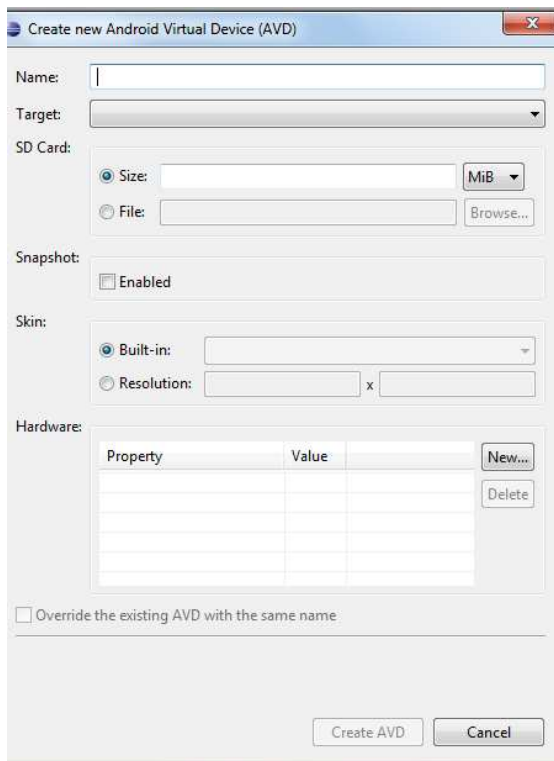 Create new Android Virtual Device (AVD)
Name:
Target:
SD Card:
Size:
MiB
File:
Browse...
Snapshot:
Enabled
Skin:
Built-in:
Resolution:
x
Hardware:
Property Value
New...
Delete
Override the existing AVD with the same name
Create AVD Cancel